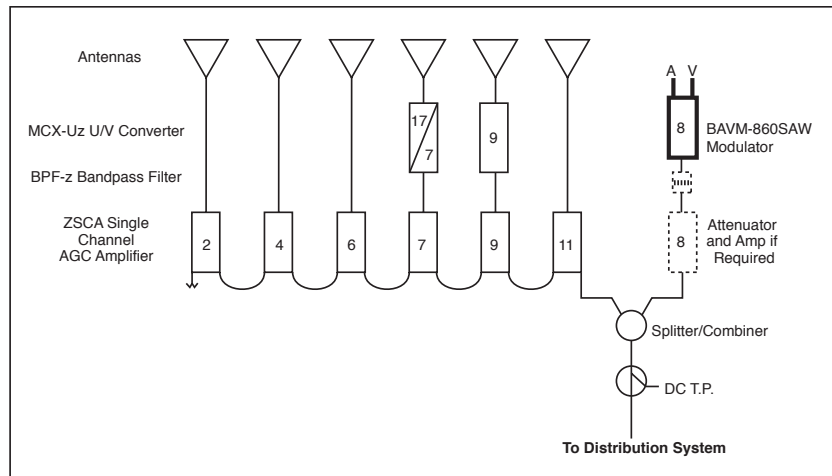 Antennas
A V
MCX-Uz U/V Converter
17
7
9
8
BAVM-860SAW
Modulator
BPF-z Bandpass Filter
ZSCA Single
Channel
AGC Amplifier
2
4
6
7
9
11
8
Attenuator
and Amp if
Required
Splitter/Combiner
DC T.P.
To Distribution System